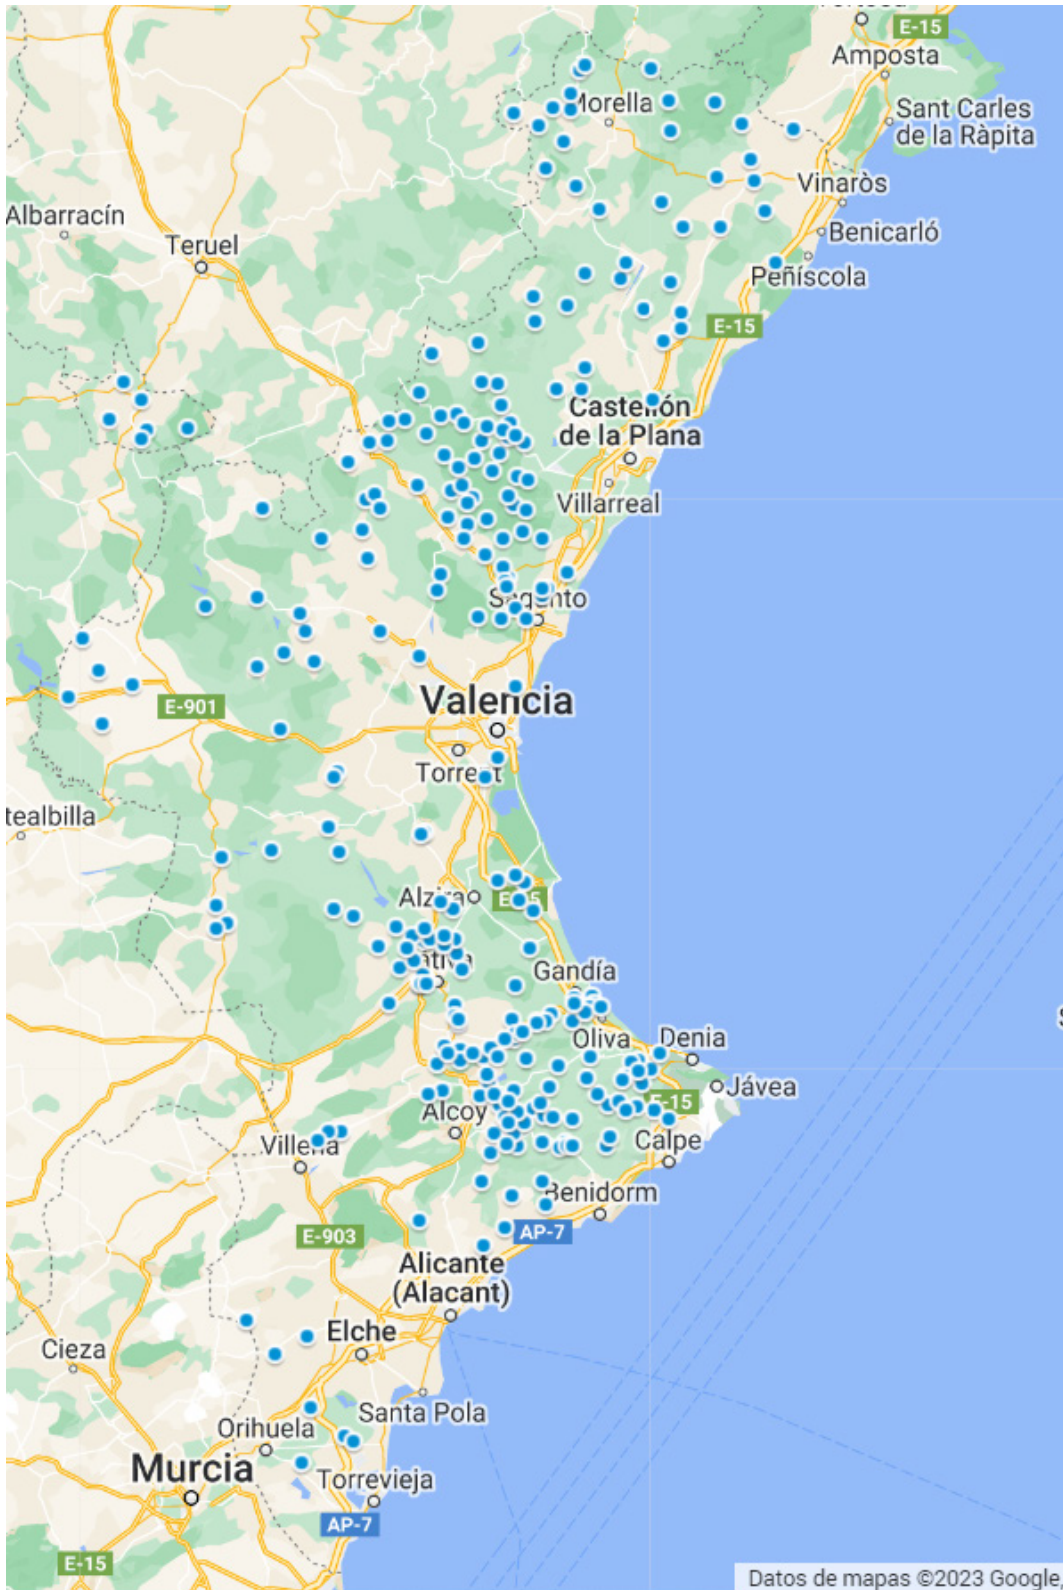 E-15
Amposta
Morella
Sant Carles
de la Ràpita
Vinaròs
Albarracín
Benicarló
Teruel
Peñíscola
E-15
Castellón
de la Plana
Villarreal
Sagunto
Valencia
E-901
Torrent
tealbilla
Alzira
E-15
Gandía
Oliva
Denia
Jávea
E-15
Alcoy
Villena
Calpe
Benidorm
E-903
AP-7
Alicante
(Alacant)
Elche
Cieza
Santa Pola
Orihuela
Murcia
Torrevieja
AP-7
E-15
Datos de mapas ©2023 Google